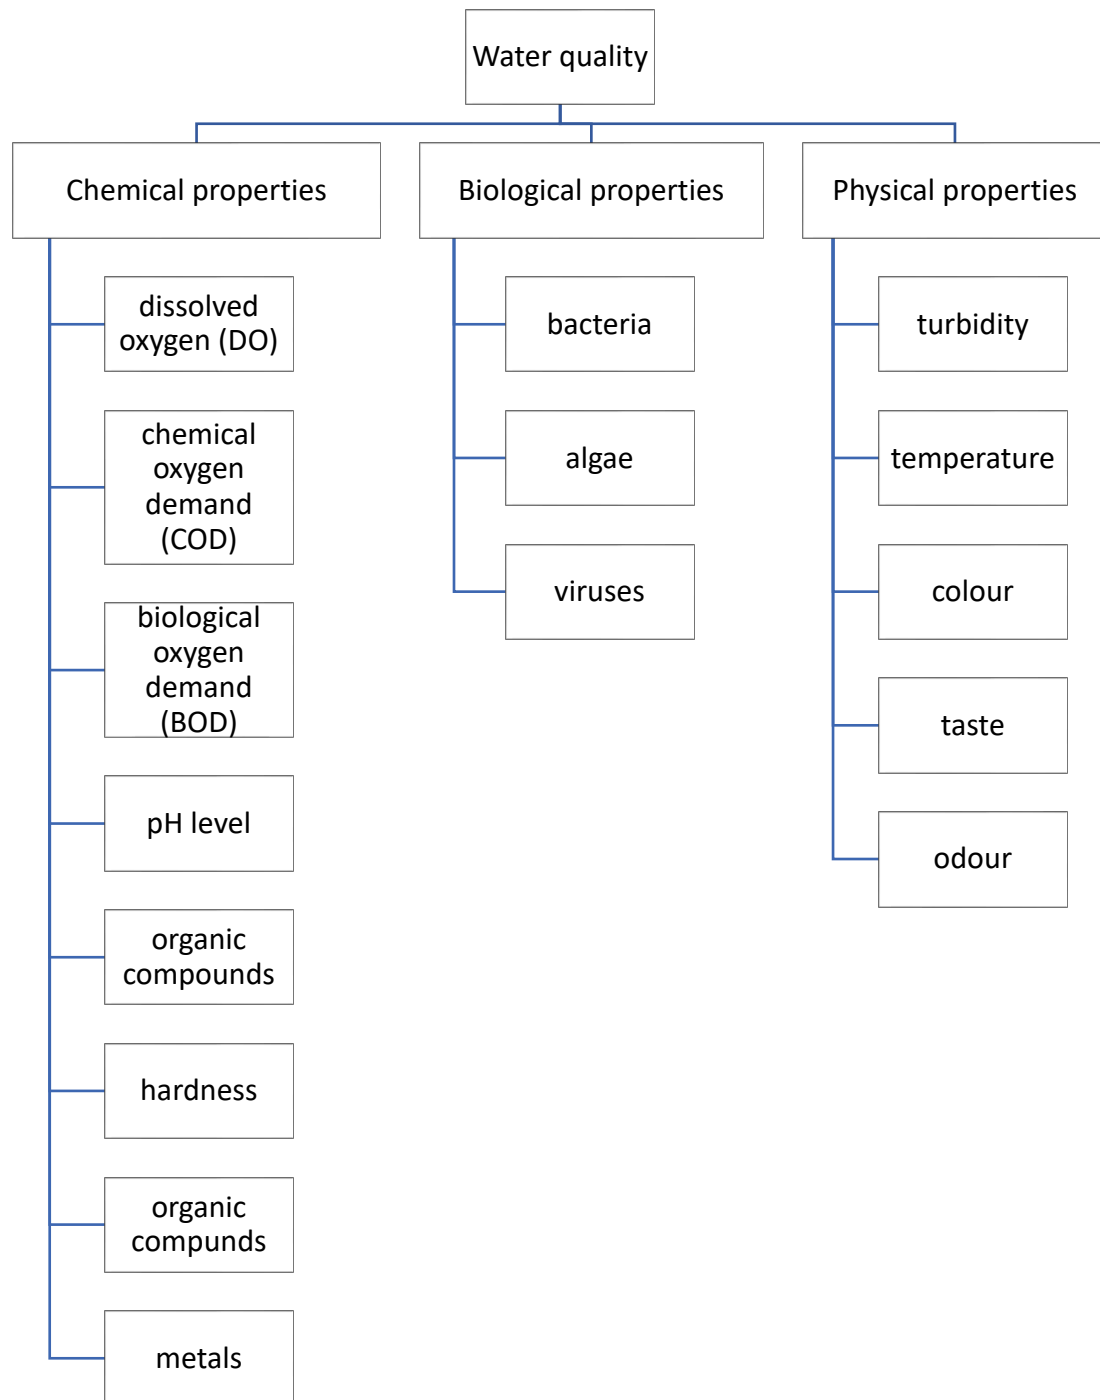 Water quality
Chemical properties
dissolved
oxygen (DO)
chemical
oxygen
demand
(COD)
biological
oxygen
demand
(BOD)
pH level
organic
compounds
hardness
organic
compunds
metals
Biological properties
bacteria
algae
viruses
Physical properties
turbidity
temperature
colour
taste
odour